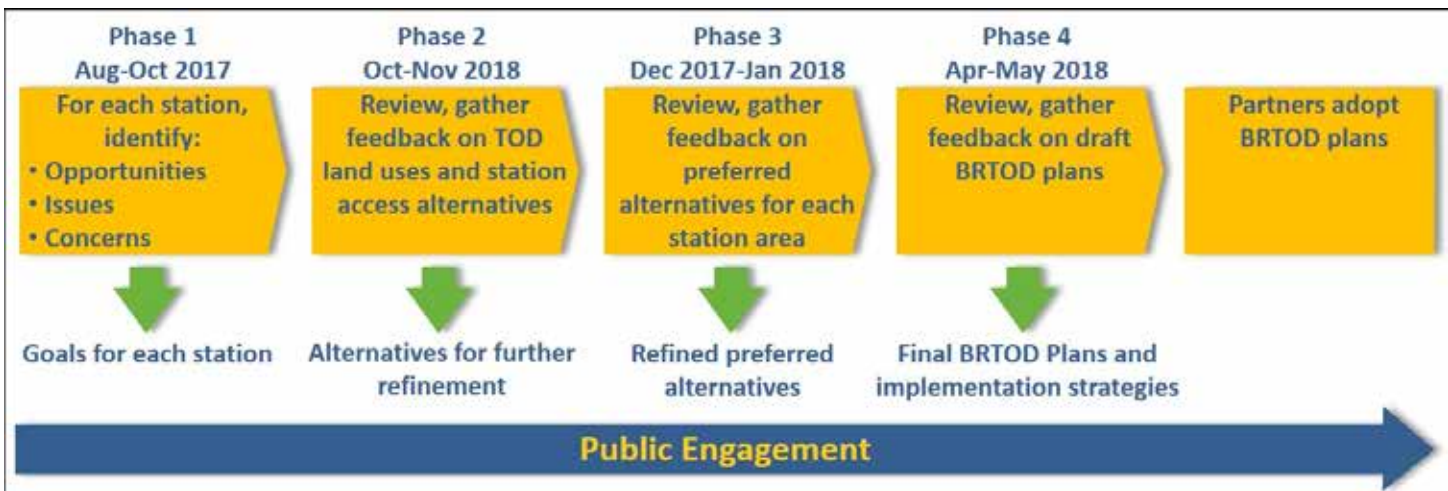 Phase 1
Aug-Oct 2017
For each station,
identify:
• Opportunities
• Issues
• Concerns
Goals for each station
Phase 2
Oct-Nov 2018
Review, gather
feedback on TOD
land uses and station
access alternatives
Alternatives for further
refinement
Phase 3
Dec 2017-Jan 2018
Review, gather
feedback on
preferred
alternatives for each
station area
Refined preferred
alternatives
Phase 4
Apr-May 2018
Review, gather
feedback on draft
BRTOD plans
Final BRTOD Plans and
implementation strategies
Partners adopt
BRTOD plans
Public Engagement